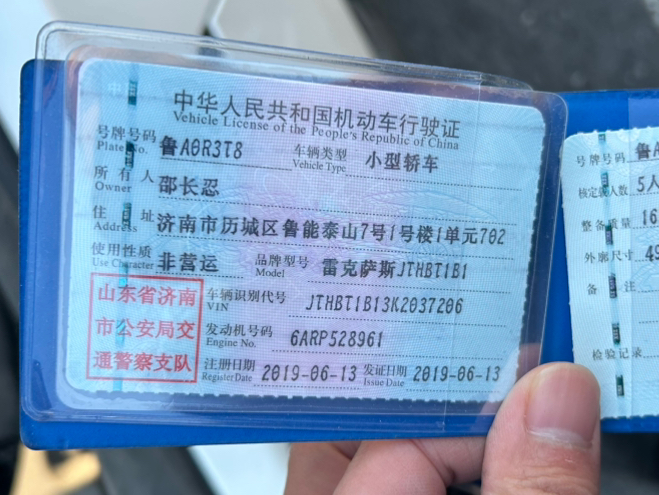 中华人民共和国机动车行驶证
Vehicle License of the People's Republic of China
号牌号码 鲁A0R3T8 车辆类型 小型轿车
Plate No. Vehicle Type
所有人 邵长忍
Owner
住址 济南市历城区鲁能泰山7号1号楼1单元702
Address
使用性质 非营运 品牌型号 雷克萨斯JTHBT1B1
Use Character Model
山东省济南
市公安局交
通警察支队
车辆识别代号 JTHBT1B13K2037206
VIN
发动机号码 6ARP528961
Engine No.
注册日期 2019-06-13 发证日期 2019-06-13
Register Date Issue Date
号牌号码 鲁A
核定载人数 5人
整备质量 16
外廓尺寸 49
备注
检验记录